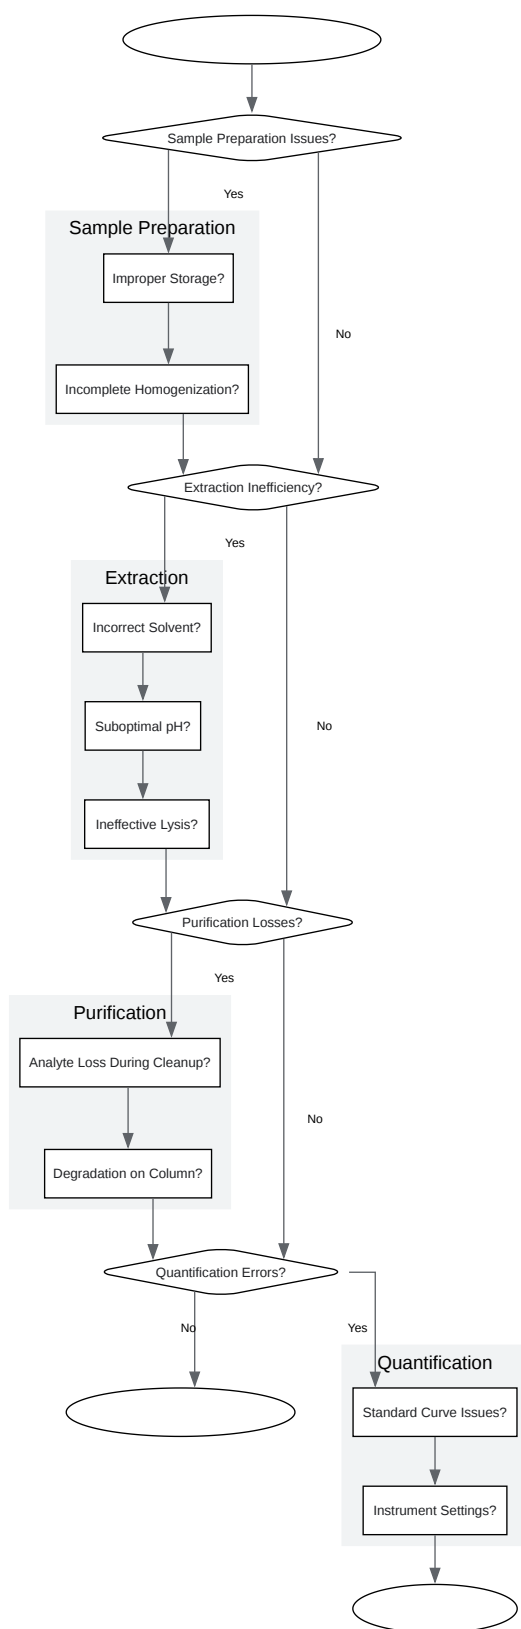 Sample Preparation Issues?
Yes
Sample Preparation
Improper Storage?
No
Incomplete Homogenization?
Extraction Inefficiency?
Yes
Extraction
Incorrect Solvent?
Suboptimal pH?
No
Ineffective Lysis?
Purification Losses?
Yes
Purification
Analyte Loss During Cleanup?
No
Degradation on Column?
Quantification Errors?
No
Yes
Quantification
Standard Curve Issues?
Instrument Settings?